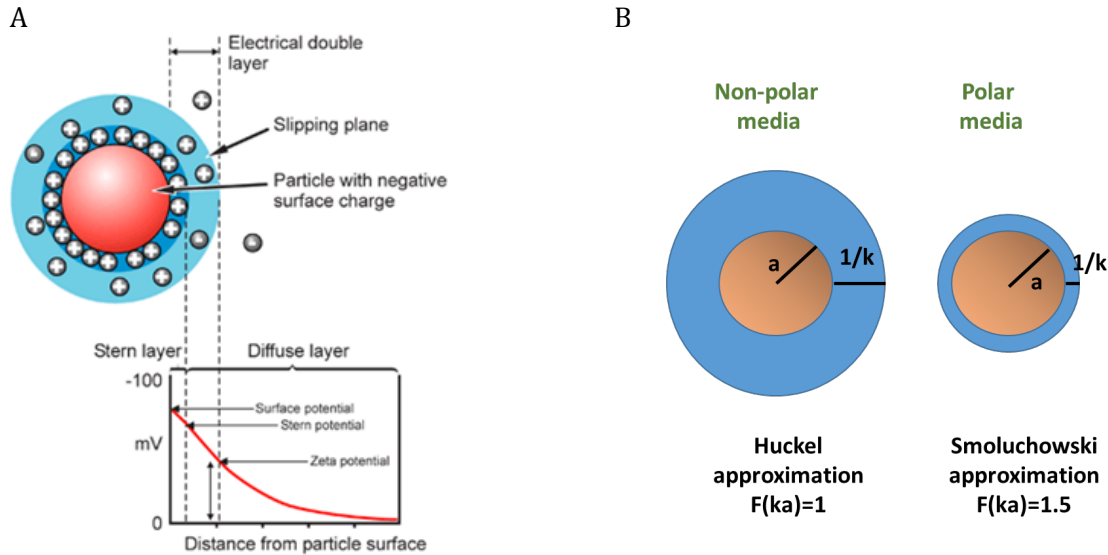 A
Electrical double
layer
Slipping plane
Particle with negative
surface charge
Stern layer
Diffuse layer
-100
Surface potential
Stern potential
mV
Zeta potential
0
Distance from particle surface
B
Non-polar
media
Polar
media
a
1/k
a
1/k
Huckel
approximation
F(ka)=1
Smoluchowski
approximation
F(ka)=1.5